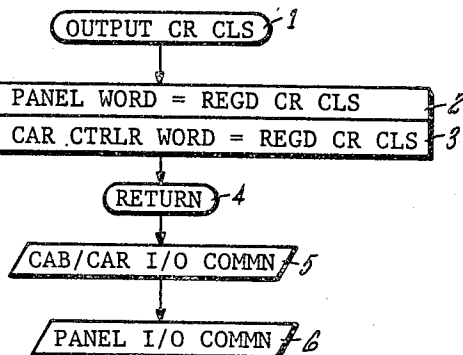 OUTPUT CR CLS 1
PANEL WORD = REGD CR CLS 2
CAR CTRLR WORD = REGD CR CLS 3
RETURN 4
CAB/CAR I/O COMMN 5
PANEL I/O COMMN 6